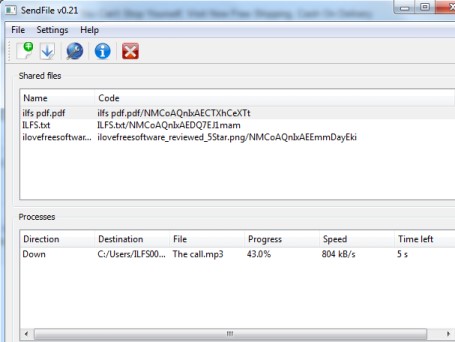 SendFile v0.21
File Settings Help
Shared files
Name Code
ilfs pdf.pdf ilfs pdf.pdf/NMCoAQnIxAECTXhCeXTt
ILFS.txt ILFS.txt/NMCoAQnIxAEDQ7EJ1mam
ilovefreesoftwar... ilovefreesoftware_reviewed_5Star.png/NMCoAQnIxAEEmmDayEki
Processes
Direction Destination File Progress Speed Time left
Down C:/Users/ILFS00... The call.mp3 43.0% 804 kB/s 5 s